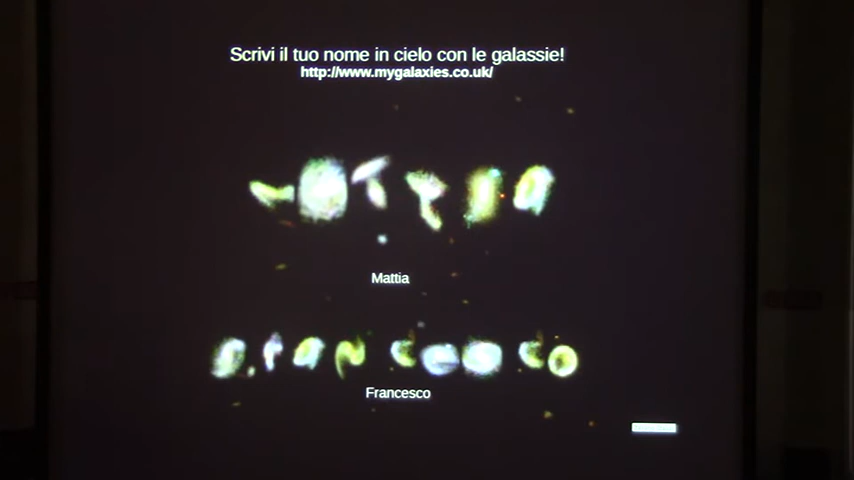 Scrivi il tuo nome in cielo con le galassie!
http://www.mygalaxies.co.uk/
Mattia
Francesco